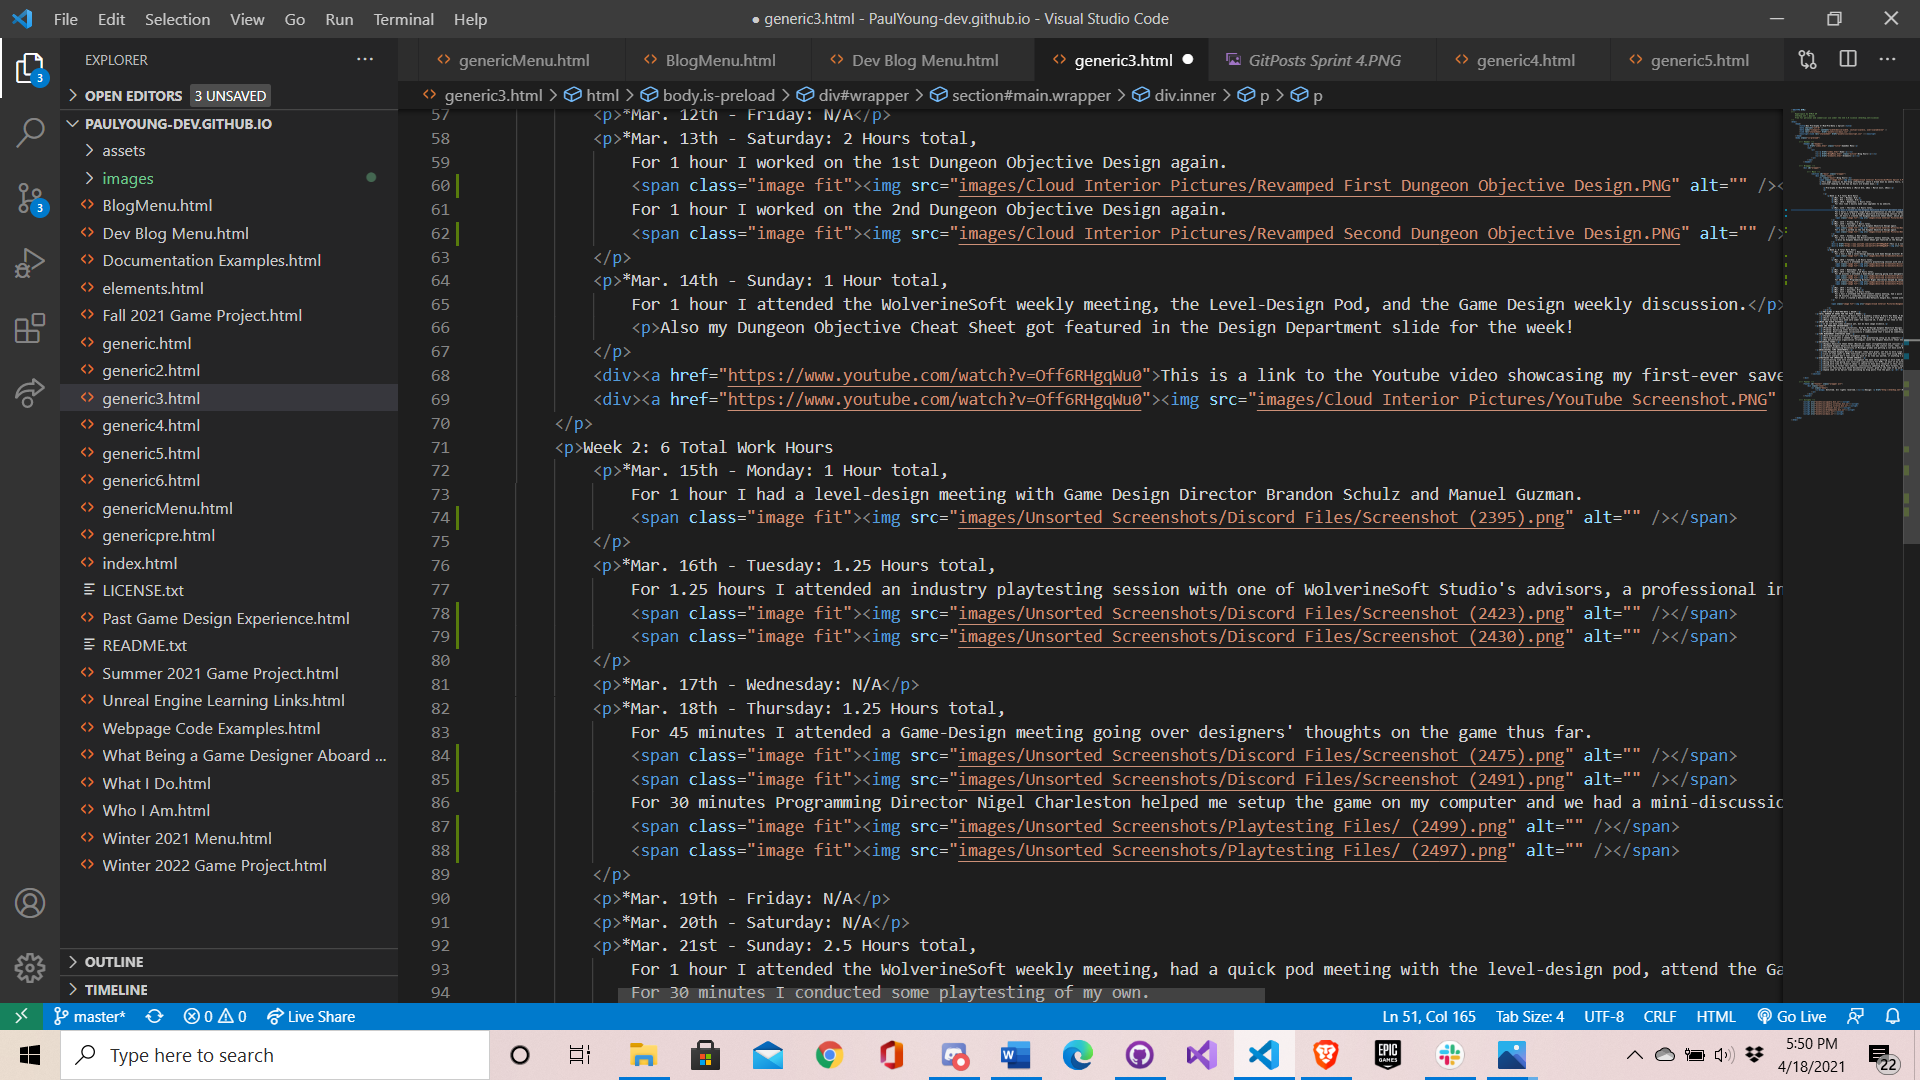 File Edit Selection View Go Run Terminal Help
● generic3.html - PaulYoung-dev.github.io - Visual Studio Code
EXPLORER
OPEN EDITORS 3 UNSAVED
PAULYOUNG-DEV.GITHUB.IO
assets
images
BlogMenu.html
Dev Blog Menu.html
Documentation Examples.html
elements.html
Fall 2021 Game Project.html
generic.html
generic2.html
generic3.html
generic4.html
generic5.html
generic6.html
genericMenu.html
genericpre.html
index.html
LICENSE.txt
Past Game Design Experience.html
README.txt
Summer 2021 Game Project.html
Unreal Engine Learning Links.html
Webpage Code Examples.html
What Being a Game Designer Aboard ...
What I Do.html
Who I Am.html
Winter 2021 Menu.html
Winter 2022 Game Project.html
OUTLINE
TIMELINE
3
3
genericMenu.html BlogMenu.html Dev Blog Menu.html generic3.html GitPosts Sprint 4.PNG generic4.html generic5.html
generic3.html > html > body.is-preload > div#wrapper > section#main.wrapper > div.inner > p > p
57 <p>*Mar. 12th - Friday: N/A</p>
58 <p>*Mar. 13th - Saturday: 2 Hours total,
59 For 1 hour I worked on the 1st Dungeon Objective Design again.
60 <span class="image fit"><img src="images/Cloud Interior Pictures/Revamped First Dungeon Objective Design.PNG" alt="" /><
61 For 1 hour I worked on the 2nd Dungeon Objective Design again.
62 <span class="image fit"><img src="images/Cloud Interior Pictures/Revamped Second Dungeon Objective Design.PNG" alt="" />
63 </p>
64 <p>*Mar. 14th - Sunday: 1 Hour total,
65 For 1 hour I attended the WolverineSoft weekly meeting, the Level-Design Pod, and the Game Design weekly discussion.</p>
66 <p>Also my Dungeon Objective Cheat Sheet got featured in the Design Department slide for the week!
67 </p>
68 <div><a href="https://www.youtube.com/watch?v=Off6RHgqWu0">This is a link to the Youtube video showcasing my first-ever save
69 <div><a href="https://www.youtube.com/watch?v=Off6RHgqWu0"><img src="images/Cloud Interior Pictures/YouTube Screenshot.PNG"
70 </p>
71 <p>Week 2: 6 Total Work Hours
72 <p>*Mar. 15th - Monday: 1 Hour total,
73 For 1 hour I had a level-design meeting with Game Design Director Brandon Schulz and Manuel Guzman.
74 <span class="image fit"><img src="images/Unsorted Screenshots/Discord Files/Screenshot (2395).png" alt="" /></span>
75 </p>
76 <p>*Mar. 16th - Tuesday: 1.25 Hours total,
77 For 1.25 hours I attended an industry playtesting session with one of WolverineSoft Studio's advisors, a professional in
78 <span class="image fit"><img src="images/Unsorted Screenshots/Discord Files/Screenshot (2423).png" alt="" /></span>
79 <span class="image fit"><img src="images/Unsorted Screenshots/Discord Files/Screenshot (2430).png" alt="" /></span>
80 </p>
81 <p>*Mar. 17th - Wednesday: N/A</p>
82 <p>*Mar. 18th - Thursday: 1.25 Hours total,
83 For 45 minutes I attended a Game-Design meeting going over designers' thoughts on the game thus far.
84 <span class="image fit"><img src="images/Unsorted Screenshots/Discord Files/Screenshot (2475).png" alt="" /></span>
85 <span class="image fit"><img src="images/Unsorted Screenshots/Discord Files/Screenshot (2491).png" alt="" /></span>
86 For 30 minutes Programming Director Nigel Charleston helped me setup the game on my computer and we had a mini-discussio
87 <span class="image fit"><img src="images/Unsorted Screenshots/Playtesting Files/ (2499).png" alt="" /></span>
88 <span class="image fit"><img src="images/Unsorted Screenshots/Playtesting Files/ (2497).png" alt="" /></span>
89 </p>
90 <p>*Mar. 19th - Friday: N/A</p>
91 <p>*Mar. 20th - Saturday: N/A</p>
92 <p>*Mar. 21st - Sunday: 2.5 Hours total,
93 For 1 hour I attended the WolverineSoft weekly meeting, had a quick pod meeting with the level-design pod, attend the Ga
94 For 30 minutes I conducted some playtesting of my own.
master* 0 0 Live Share Ln 51, Col 165 Tab Size: 4 UTF-8 CRLF HTML Go Live
Type here to search
EPIC GAMES
5:50 PM
4/18/2021
22